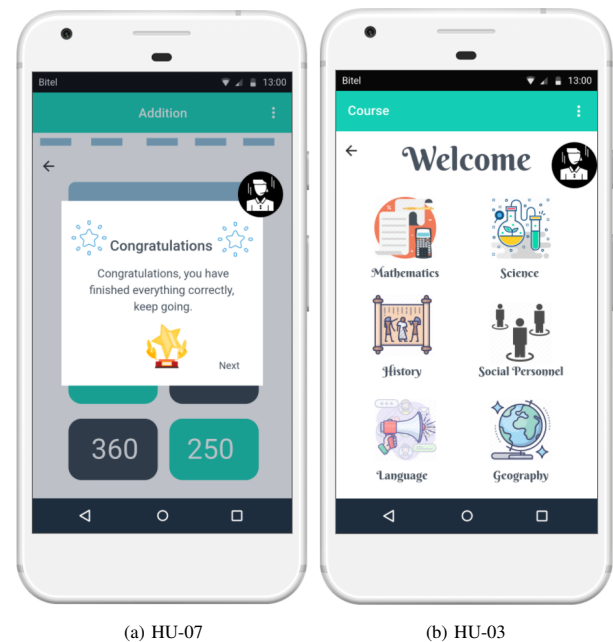 Bitel
13:00
Addition
Congratulations
Congratulations, you have
finished everything correctly,
keep going.
Next
360
250
(a) HU-07
Bitel
13:00
Course
Welcome
Mathematics
Science
History
Social Personnel
Language
Geography
(b) HU-03